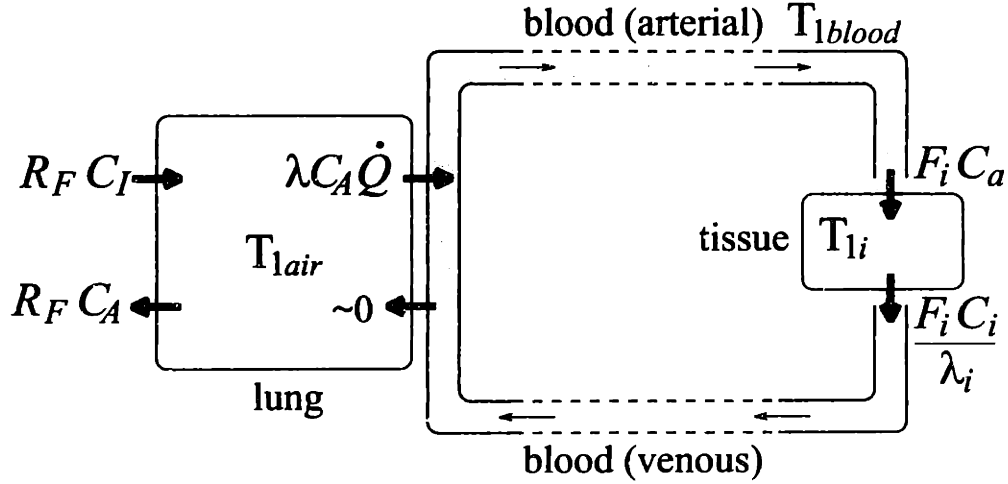 blood (arterial) T₁blood
R_F C_I
λC_A Q̇
F_i C_a
tissue T₁i
T₁air
R_F C_A
~0
F_i C_i
λ_i
lung
blood (venous)